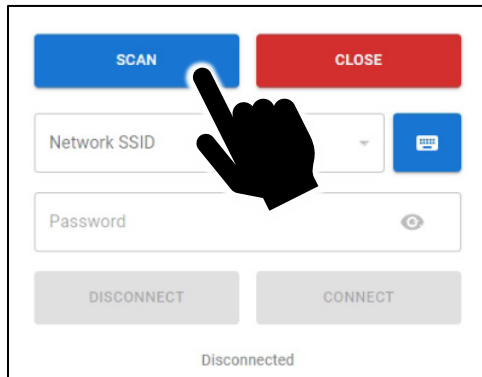 SCAN CLOSE
Network SSID
Password
DISCONNECT CONNECT
Disconnected